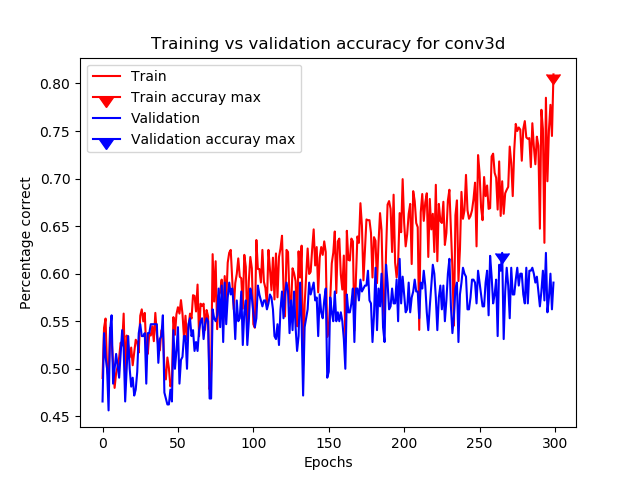 Training vs validation accuracy for conv3d
Train
Train accuray max
Validation
Validation accuray max
Percentage correct
0.80
0.75
0.70
0.65
0.60
0.55
0.50
0.45
0 50 100 150 200 250 300
Epochs